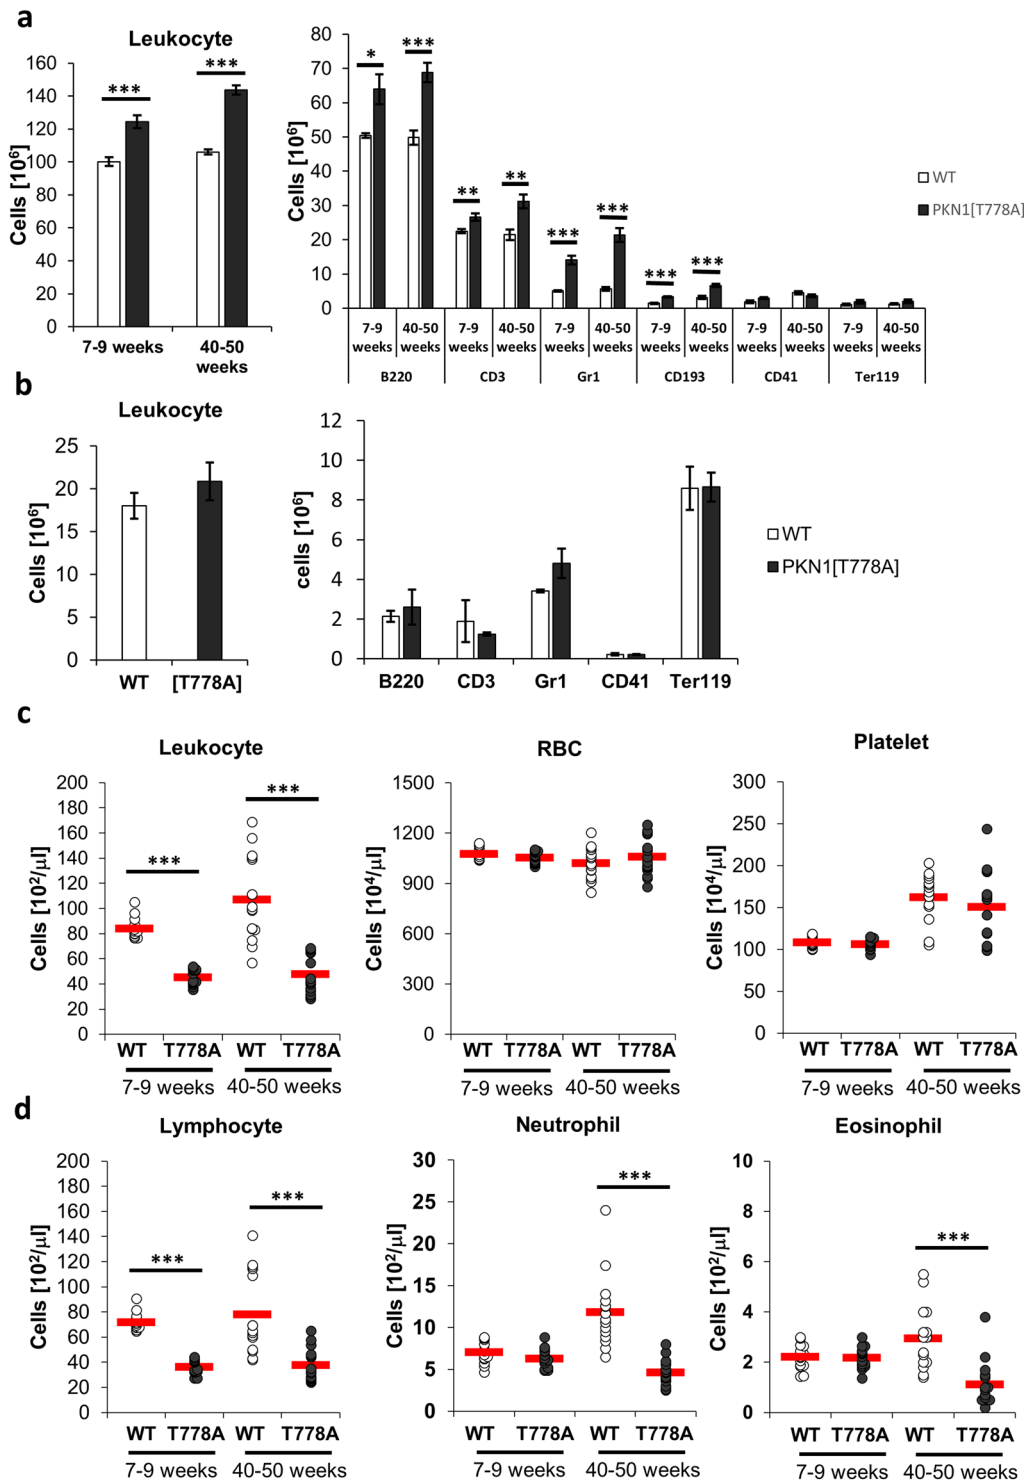 a
Leukocyte
Cells [10⁶]
160
140
120
100
80
60
40
20
0
***
***
7-9 weeks
40-50
weeks
Cells [10⁶]
80
70
60
50
40
30
20
10
0
*
***
**
**
***
***
***
***
7-9 40-50 7-9 40-50 7-9 40-50 7-9 40-50 7-9 40-50 7-9 40-50
weeks weeks weeks weeks weeks weeks weeks weeks weeks weeks weeks weeks
B220 CD3 Gr1 CD193 CD41 Ter119
WT
PKN1[T778A]
b
Leukocyte
Cells [10⁶]
25
20
15
10
5
0
WT [T778A]
cells [10⁶]
12
10
8
6
4
2
0
B220 CD3 Gr1 CD41 Ter119
WT
PKN1[T778A]
c
Leukocyte
Cells [10²/µl]
200
180
160
140
120
100
80
60
40
20
0
***
***
WT T778A WT T778A
7-9 weeks 40-50 weeks
RBC
Cells [10⁴/µl]
1500
1200
900
600
300
0
WT T778A WT T778A
7-9 weeks 40-50 weeks
Platelet
Cells [10⁴/µl]
300
250
200
150
100
50
0
WT T778A WT T778A
7-9 weeks 40-50 weeks
d
Lymphocyte
Cells [10²/µl]
200
180
160
140
120
100
80
60
40
20
0
***
***
WT T778A WT T778A
7-9 weeks 40-50 weeks
Neutrophil
Cells [10²/µl]
30
25
20
15
10
5
0
***
WT T778A WT T778A
7-9 weeks 40-50 weeks
Eosinophil
Cells [10²/µl]
10
8
6
4
2
0
***
WT T778A WT T778A
7-9 weeks 40-50 weeks